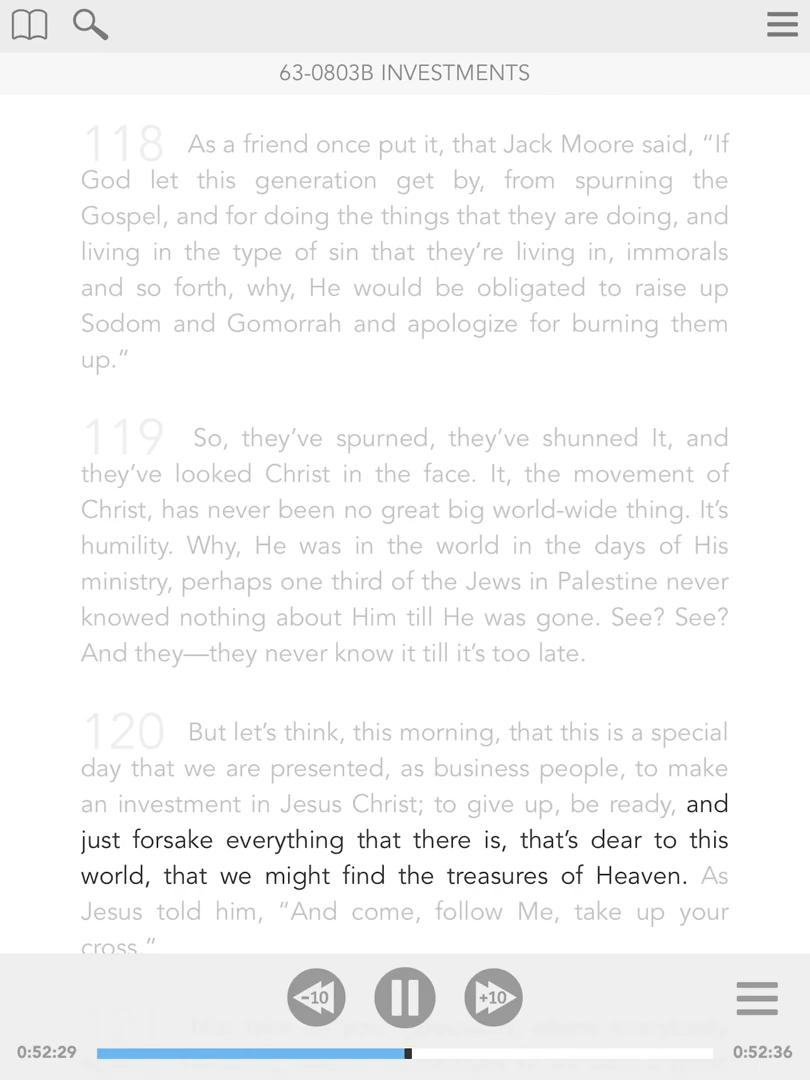 63-0803B INVESTMENTS
118 As a friend once put it, that Jack Moore said, “If
God let this generation get by, from spurning the
Gospel, and for doing the things that they are doing, and
living in the type of sin that they’re living in, immorals
and so forth, why, He would be obligated to raise up
Sodom and Gomorrah and apologize for burning them
up.”
119 So, they’ve spurned, they’ve shunned It, and
they’ve looked Christ in the face. It, the movement of
Christ, has never been no great big world-wide thing. It’s
humility. Why, He was in the world in the days of His
ministry, perhaps one third of the Jews in Palestine never
knowed nothing about Him till He was gone. See? See?
And they—they never know it till it’s too late.
120 But let’s think, this morning, that this is a special
day that we are presented, as business people, to make
an investment in Jesus Christ; to give up, be ready, and
just forsake everything that there is, that’s dear to this
world, that we might find the treasures of Heaven. As
Jesus told him, “And come, follow Me, take up your
cross.”
-10 +10
0:52:29 0:52:36